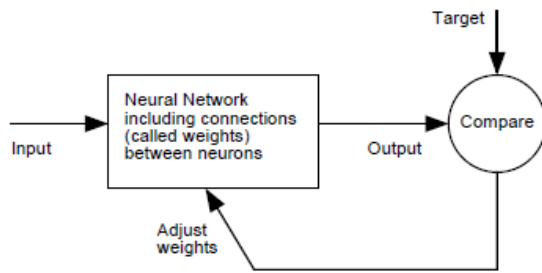 Target
Neural Network
including connections
(called weights)
between neurons
Compare
Input
Output
Adjust
weights